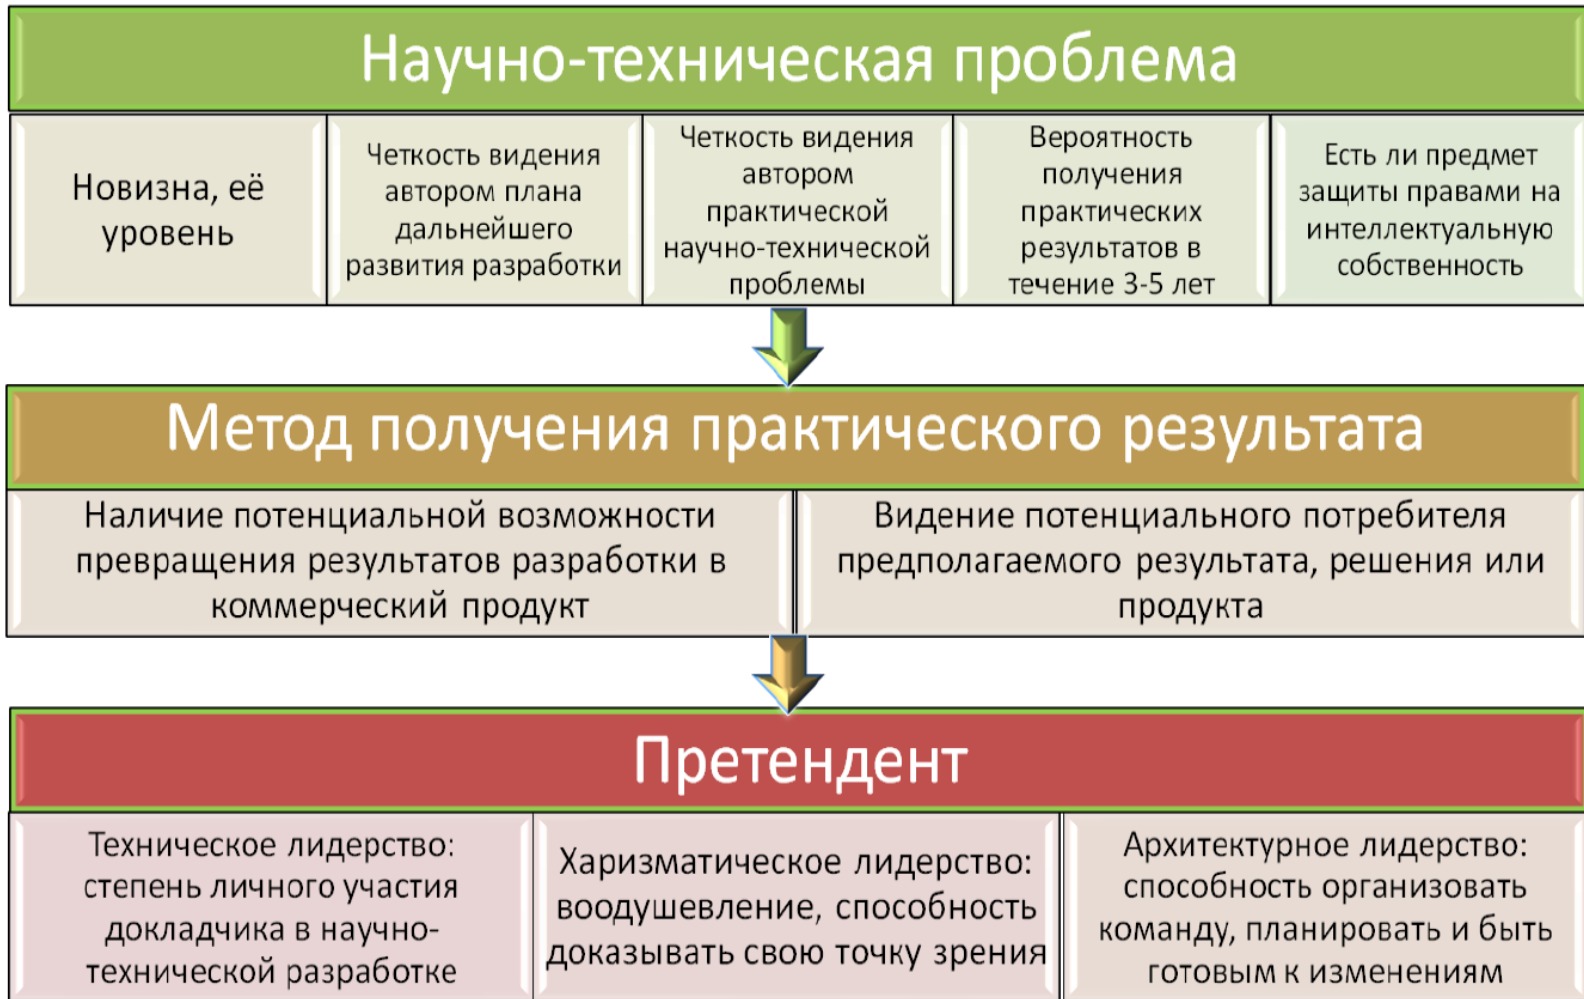 Научно-техническая проблема
Новизна, её
уровень
Четкость видения
автором плана
дальнейшего
развития разработки
Четкость видения
автором
практической
научно-технической
проблемы
Вероятность
получения
практических
результатов в
течение 3-5 лет
Есть ли предмет
защиты правами на
интеллектуальную
собственность
Метод получения практического результата
Наличие потенциальной возможности
превращения результатов разработки в
коммерческий продукт
Видение потенциального потребителя
предполагаемого результата, решения или
продукта
Претендент
Техническое лидерство:
степень личного участия
докладчика в научно-
технической разработке
Харизматическое лидерство:
воодушевление, способность
доказывать свою точку зрения
Архитектурное лидерство:
способность организовать
команду, планировать и быть
готовым к изменениям